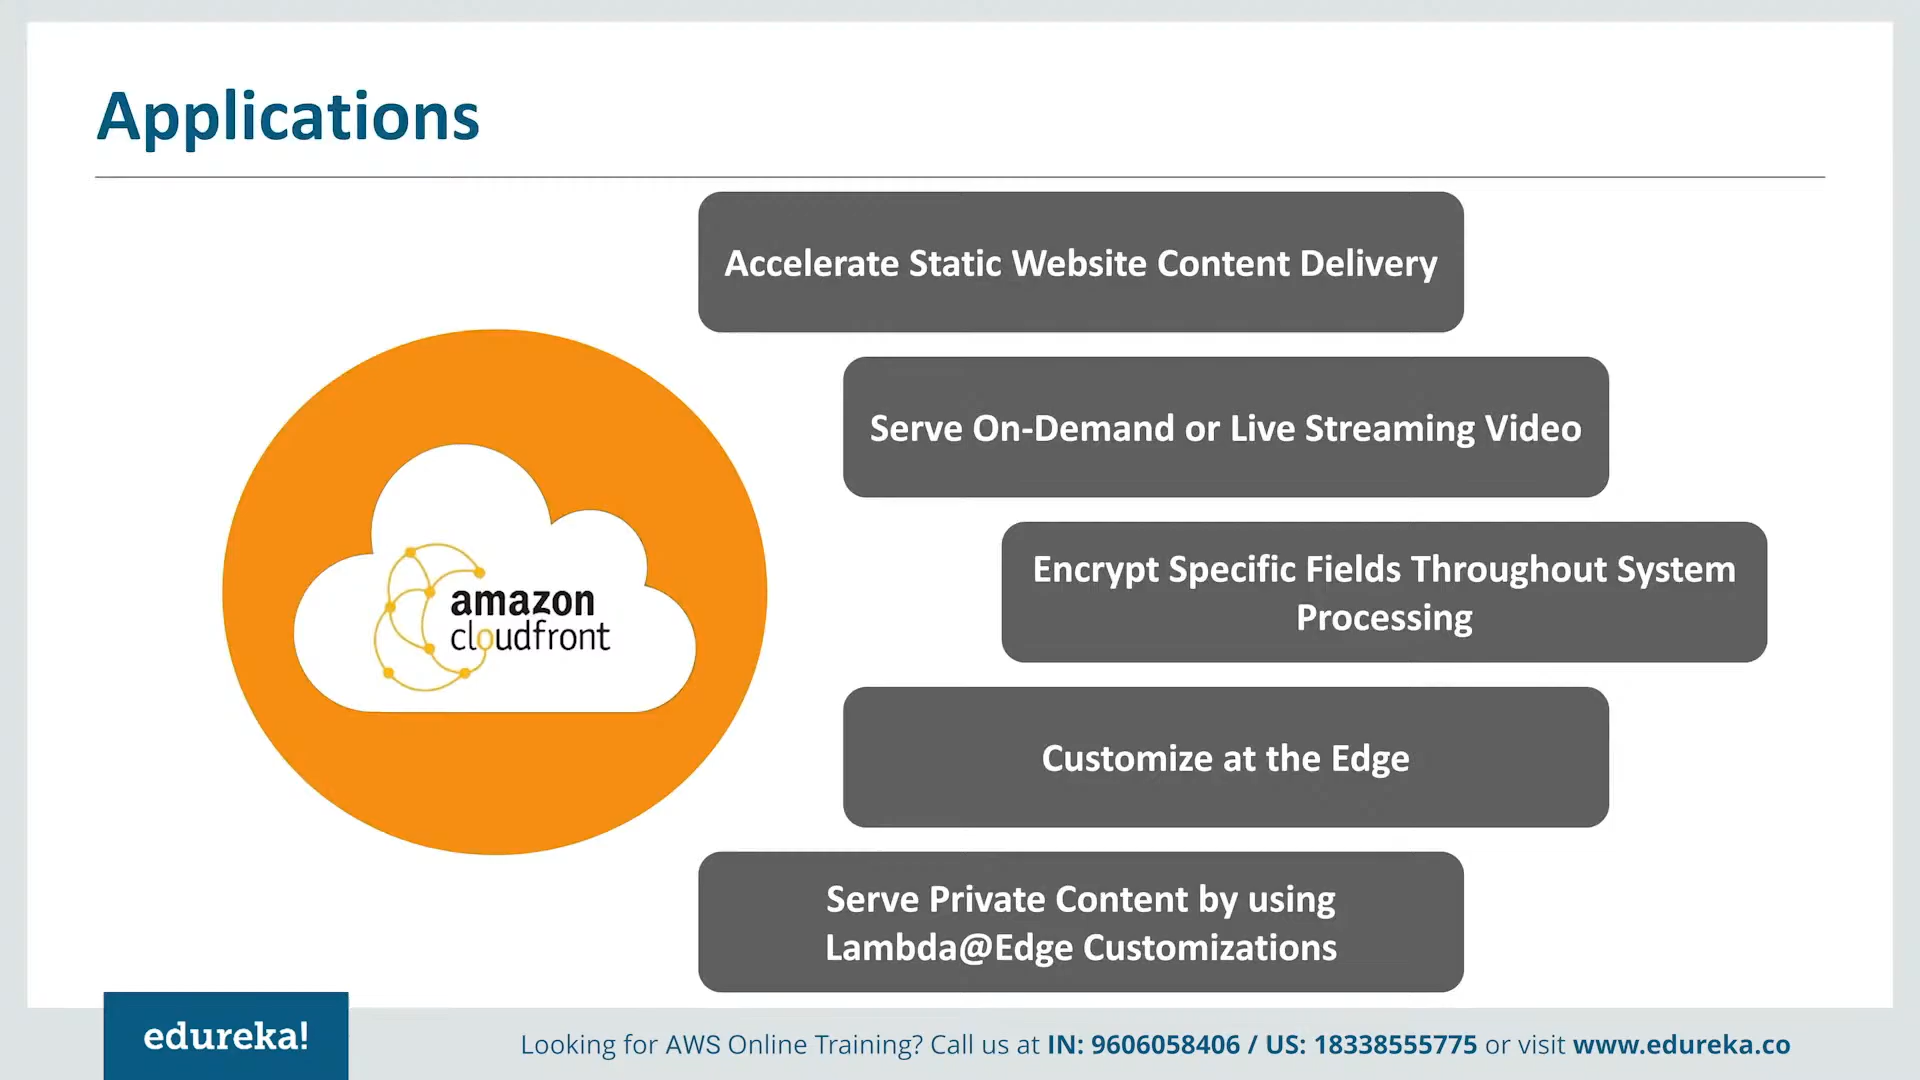 Applications
Accelerate Static Website Content Delivery
Serve On-Demand or Live Streaming Video
Encrypt Specific Fields Throughout System
Processing
Customize at the Edge
Serve Private Content by using
Lambda@Edge Customizations
amazon
cloudfront
edureka!
Looking for AWS Online Training? Call us at IN: 9606058406 / US: 18338555775 or visit www.edureka.co